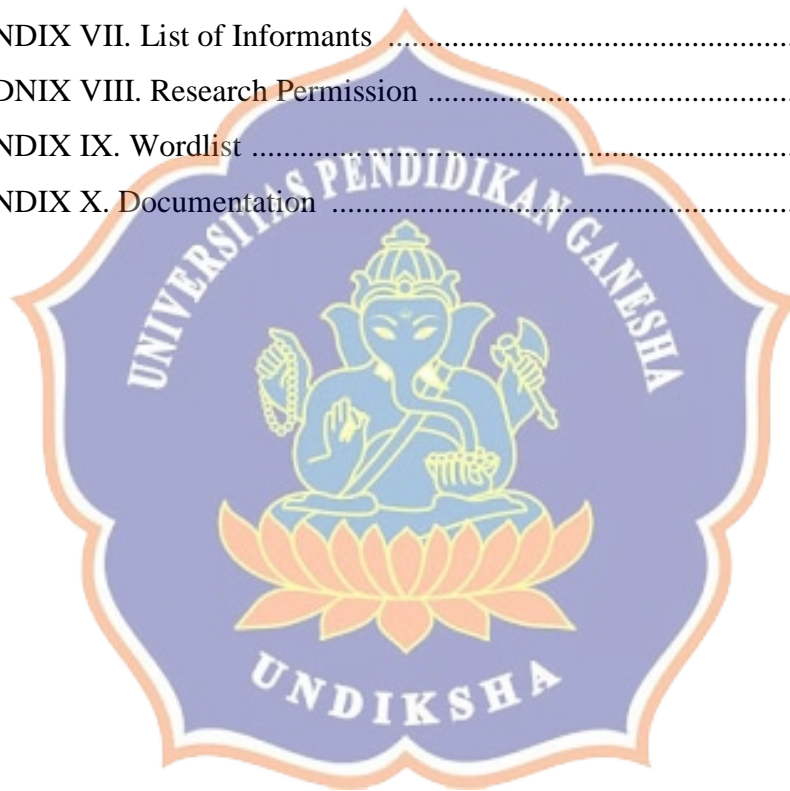 NDIX VII. List of Informants ................................................................
DNIX VIII. Research Permission .........................................................
NDIX IX. Wordlist ..................................................................................
NDIX X. Documentation .......................................................................
UNIVERSITAS PENDIDIKAN GANESHA
UNDIKSHA